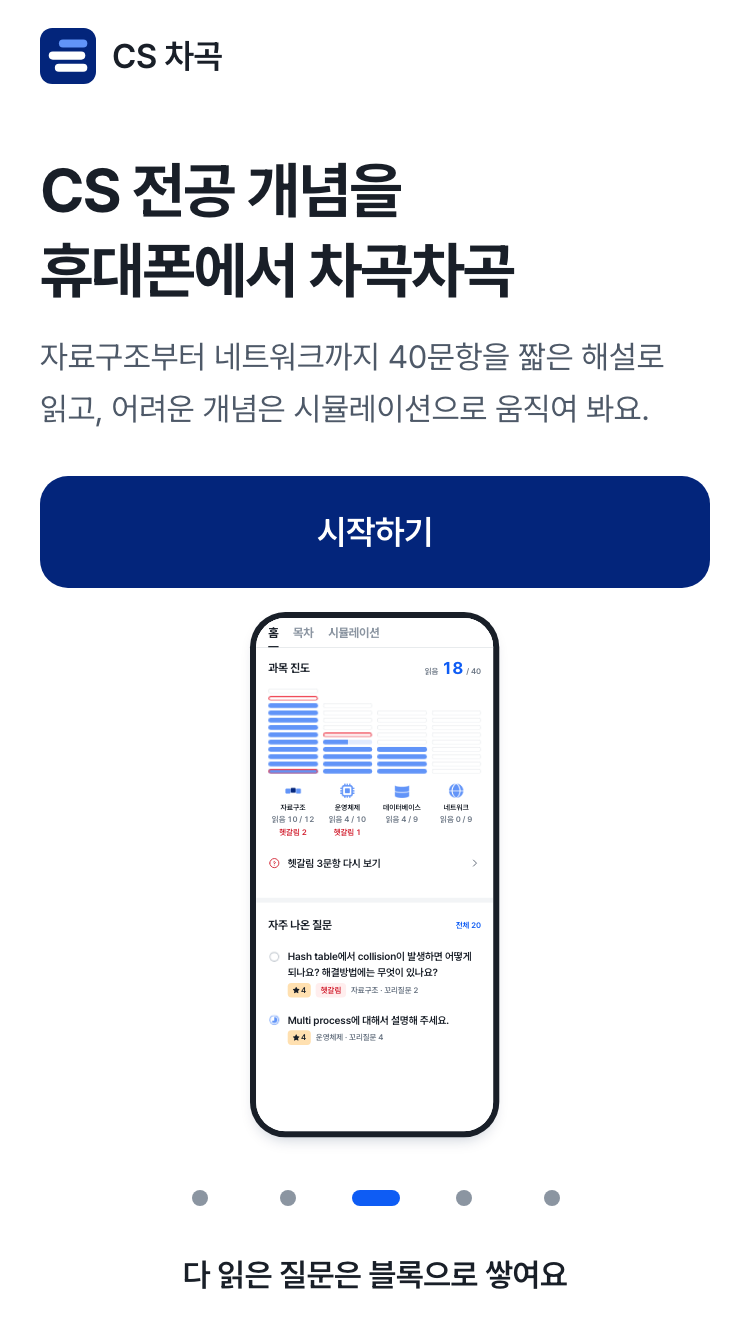 CS 차곡
CS 전공 개념을
휴대폰에서 차곡차곡
자료구조부터 네트워크까지 40문항을 짧은 해설로
읽고, 어려운 개념은 시뮬레이션으로 움직여 봐요.
시작하기
홈 목차 시뮬레이션
과목 진도 읽음 18 / 40
자료구조 운영체제 데이터베이스 네트워크
읽음 10 / 12 읽음 4 / 10 읽음 4 / 9 읽음 0 / 9
헷갈림 2 헷갈림 1
헷갈림 3문항 다시 보기
자주 나온 질문 전체 20
Hash table에서 collision이 발생하면 어떻게
되나요? 해결방법에는 무엇이 있나요?
★4 헷갈림 자료구조 · 꼬리질문 2
Multi process에 대해서 설명해 주세요.
★4 운영체제 · 꼬리질문 4
다 읽은 질문은 블록으로 쌓여요